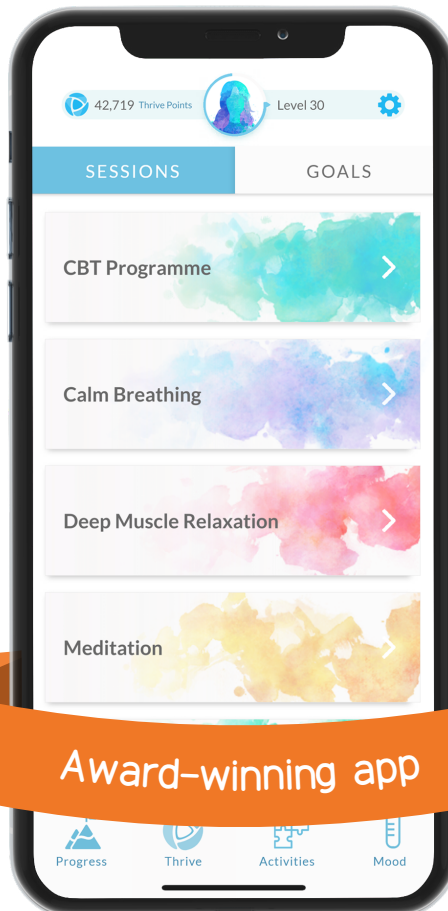 42,719 Thrive Points Level 30
SESSIONS GOALS
CBT Programme
Calm Breathing
Deep Muscle Relaxation
Meditation
Award-winning app
Progress Thrive Activities Mood